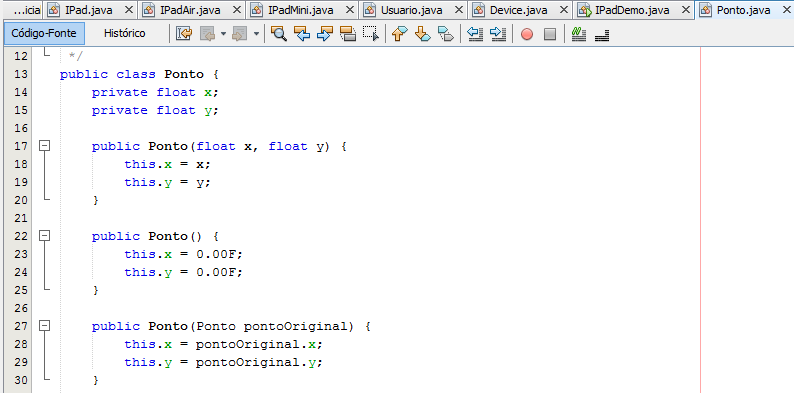 ...icia IPad.java IPadAir.java IPadMini.java Usuario.java Device.java IPadDemo.java Ponto.java
Código-Fonte Histórico
12 */
13 public class Ponto {
14 private float x;
15 private float y;
16
17 public Ponto(float x, float y) {
18 this.x = x;
19 this.y = y;
20 }
21
22 public Ponto() {
23 this.x = 0.00F;
24 this.y = 0.00F;
25 }
26
27 public Ponto(Ponto pontoOriginal) {
28 this.x = pontoOriginal.x;
29 this.y = pontoOriginal.y;
30 }